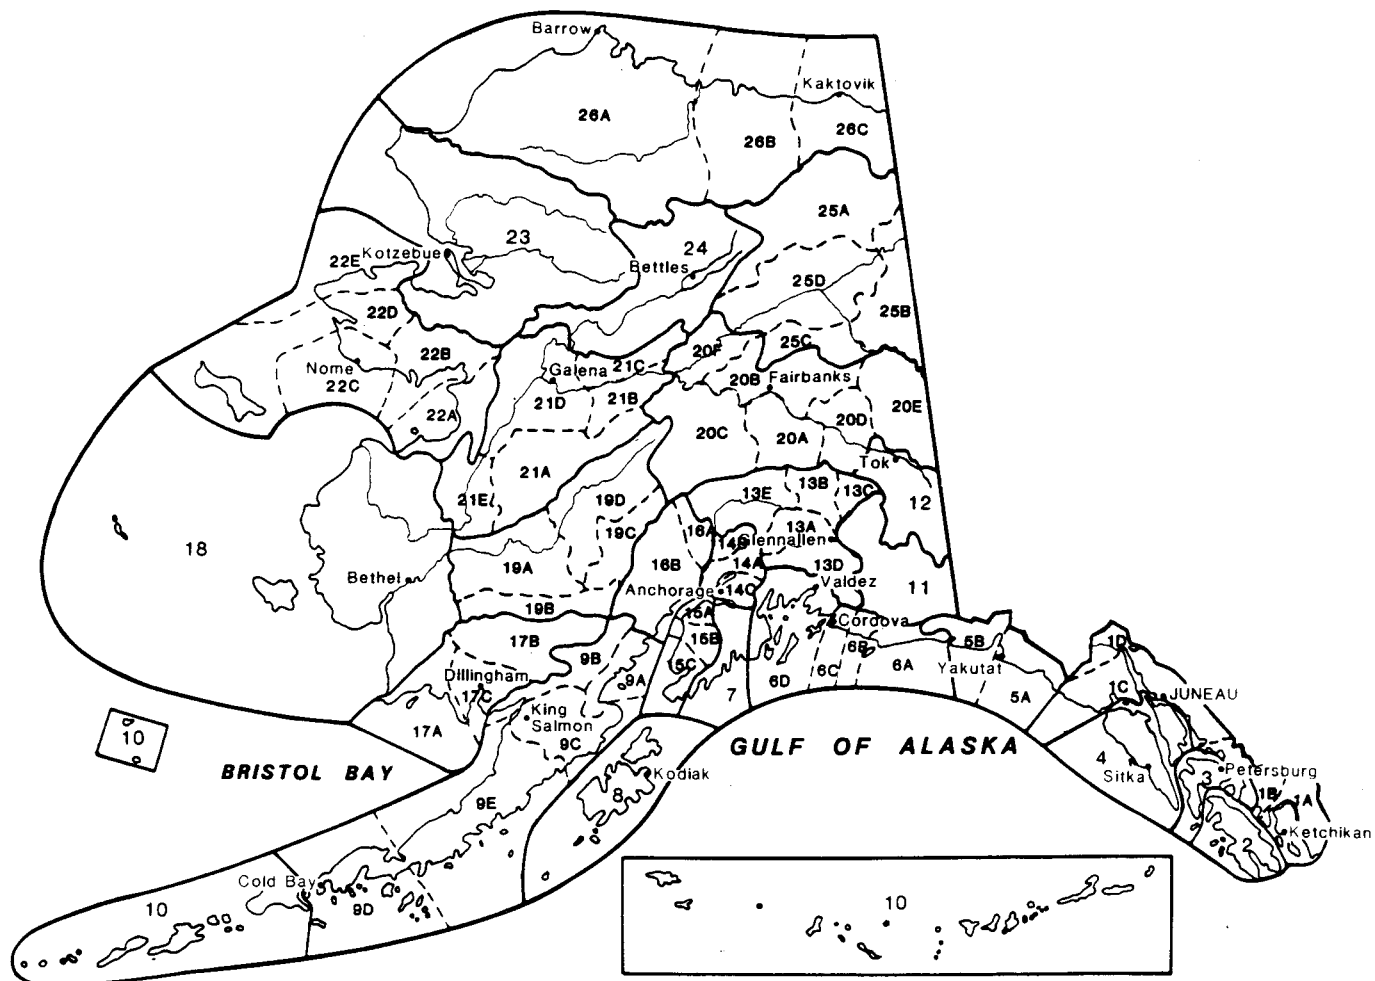 Barrow
Kaktovik
26A
26B
26C
25A
23
24
Kotzebue
22E
Bettles
25D
22D
25B
25C
20F
22B
Nome
22C
Galena
21C
20B
Fairbanks
21D
21B
22A
20E
20D
20C
20A
Tok
21A
21E
19D
13E
13B
13C
12
18
19C
16A
13A
14B
Glennallen
19A
16B
14A
13D
Bethel
Anchorage
14C
Valdez
11
19B
15A
Cordova
17B
15B
6B
5B
1D
9B
5C
6A
Yakutat
Dillingham
17C
9A
6D
6C
5A
1C
JUNEAU
7
King
Salmon
17A
9C
10
BRISTOL BAY
GULF OF ALASKA
4
Sitka
Kodiak
3
Petersburg
8
9E
1B
1A
Ketchikan
2
Cold Bay
10
9D
10